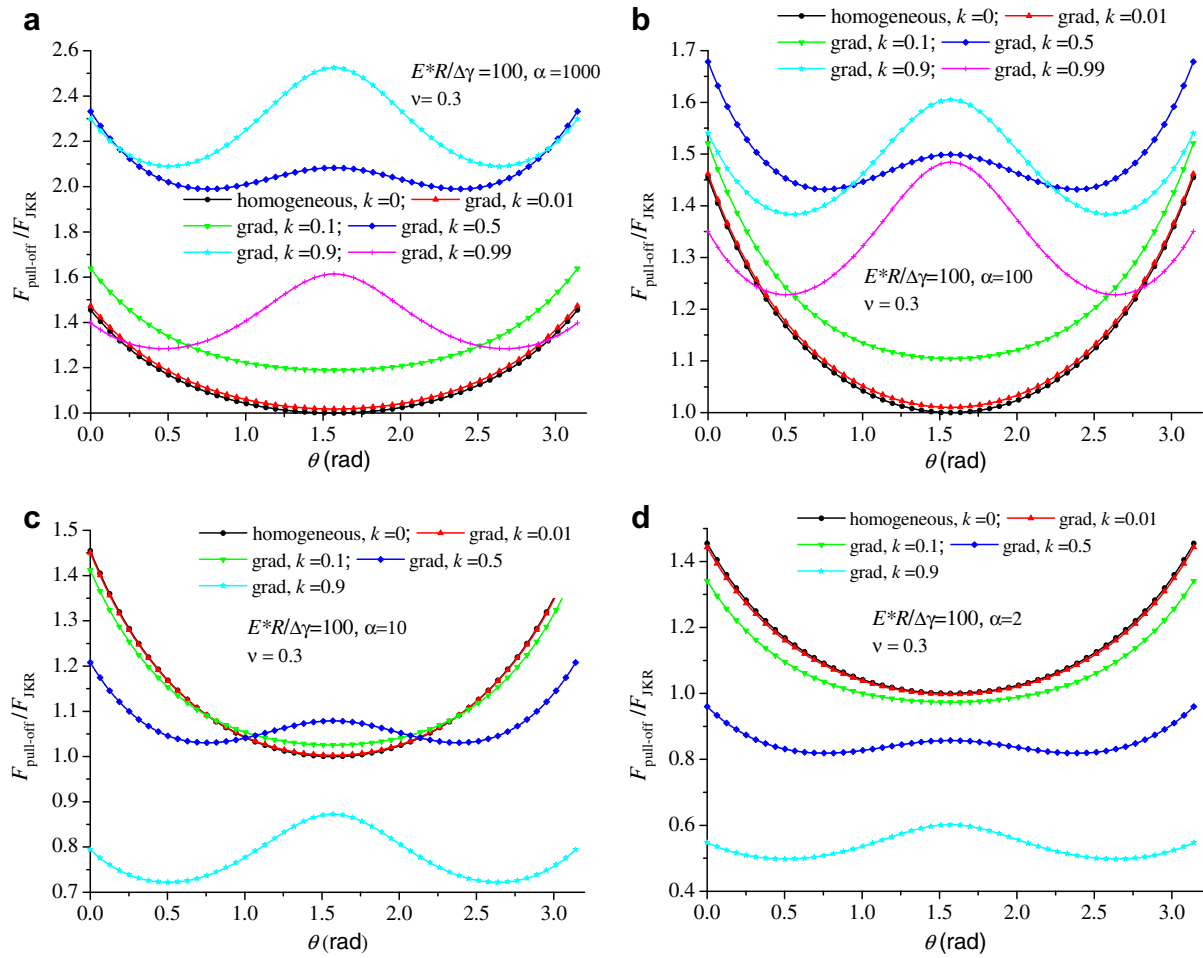 a
homogeneous, k=0; grad, k=0.01
grad, k=0.1; grad, k=0.5
grad, k=0.9; grad, k=0.99
E*R/Δγ=100, α=1000
ν= 0.3
2.6
2.4
2.2
2.0
1.8
1.6
1.4
1.2
1.0
F pull-off /F JKR
0.0 0.5 1.0 1.5 2.0 2.5 3.0
θ (rad)
b
homogeneous, k=0; grad, k=0.01
grad, k=0.1; grad, k=0.5
grad, k=0.9; grad, k=0.99
E*R/Δγ=100, α=100
ν = 0.3
1.7
1.6
1.5
1.4
1.3
1.2
1.1
1.0
F pull-off /F JKR
0.0 0.5 1.0 1.5 2.0 2.5 3.0
θ (rad)
c
homogeneous, k=0; grad, k=0.01
grad, k=0.1; grad, k=0.5
grad, k=0.9
E*R/Δγ=100, α=10
ν = 0.3
1.5
1.4
1.3
1.2
1.1
1.0
0.9
0.8
0.7
F pull-off /F JKR
0.0 0.5 1.0 1.5 2.0 2.5 3.0
θ (rad)
d
homogeneous, k=0; grad, k=0.01
grad, k=0.1; grad, k=0.5
grad, k=0.9
E*R/Δγ=100, α=2
ν = 0.3
1.4
1.2
1.0
0.8
0.6
0.4
F pull-off /F JKR
0.0 0.5 1.0 1.5 2.0 2.5 3.0
θ (rad)